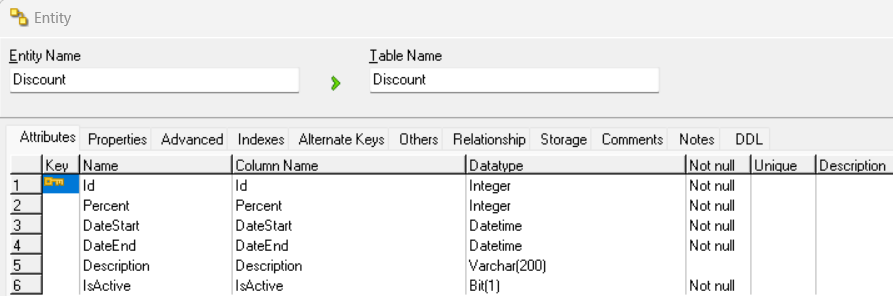 Entity
Entity Name Table Name
Discount Discount
Attributes Properties Advanced Indexes Alternate Keys Others Relationship Storage Comments Notes DDL
Key Name Column Name Datatype Not null Unique Description
1 Id Id Integer Not null
2 Percent Percent Integer Not null
3 DateStart DateStart Datetime Not null
4 DateEnd DateEnd Datetime Not null
5 Description Description Varchar(200)
6 IsActive IsActive Bit(1) Not null